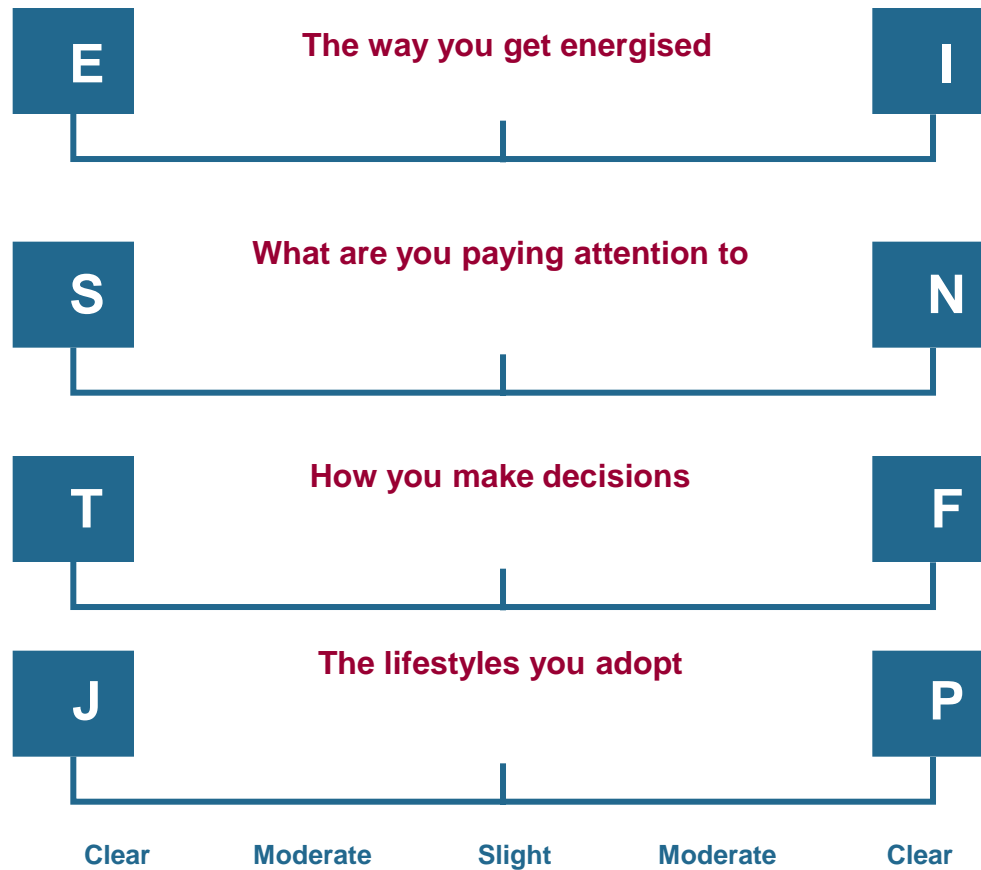 E The way you get energised I
S What are you paying attention to N
T How you make decisions F
J The lifestyles you adopt P
Clear Moderate Slight Moderate Clear